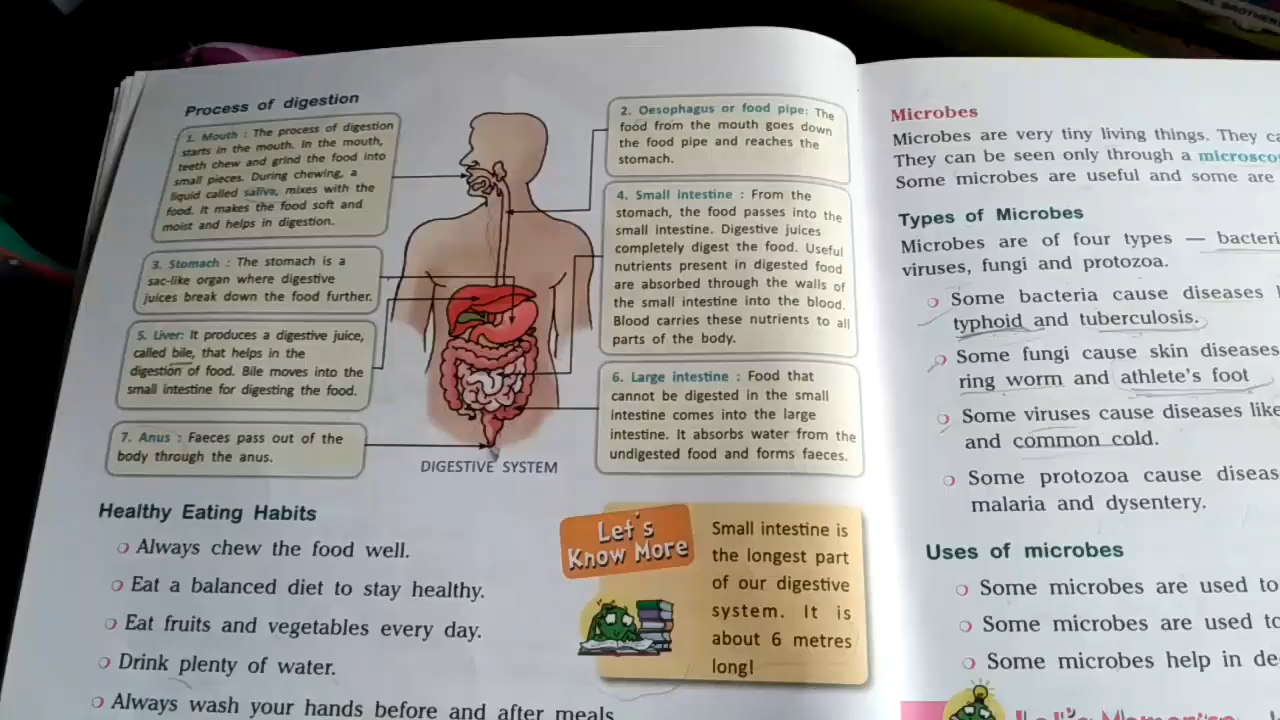 Process of digestion
1. Mouth : The process of digestion
starts in the mouth. In the mouth,
teeth chew and grind the food into
small pieces. During chewing, a
liquid called saliva, mixes with the
food. It makes the food soft and
moist and helps in digestion.
2. Oesophagus or food pipe: The
food from the mouth goes down
the food pipe and reaches the
stomach.
3. Stomach : The stomach is a
sac-like organ where digestive
juices break down the food further.
4. Small intestine : From the
stomach, the food passes into the
small intestine. Digestive juices
completely digest the food. Useful
nutrients present in digested food
are absorbed through the walls of
the small intestine into the blood.
Blood carries these nutrients to all
parts of the body.
5. Liver: It produces a digestive juice,
called bile, that helps in the
digestion of food. Bile moves into the
small intestine for digesting the food.
6. Large intestine : Food that
cannot be digested in the small
intestine comes into the large
intestine. It absorbs water from the
undigested food and forms faeces.
7. Anus : Faeces pass out of the
body through the anus.
DIGESTIVE SYSTEM
Healthy Eating Habits
Always chew the food well.
Eat a balanced diet to stay healthy.
Eat fruits and vegetables every day.
Drink plenty of water.
Always wash your hands before and after meals
Let's
Know More
Small intestine is
the longest part
of our digestive
system. It is
about 6 metres
long!
Microbes
Microbes are very tiny living things. They
They can be seen only through a
Some microbes are useful and some are
Types of Microbes
Microbes are of four types —
viruses, fungi and protozoa.
Some bacteria cause diseases
typhoid and tuberculosis.
Some fungi cause skin diseases
ring worm and athlete's foot
Some viruses cause diseases like
and common cold.
Some protozoa cause
malaria and dysentery.
Uses of microbes
Some microbes are used to
Some microbes are used to
Some microbes help in